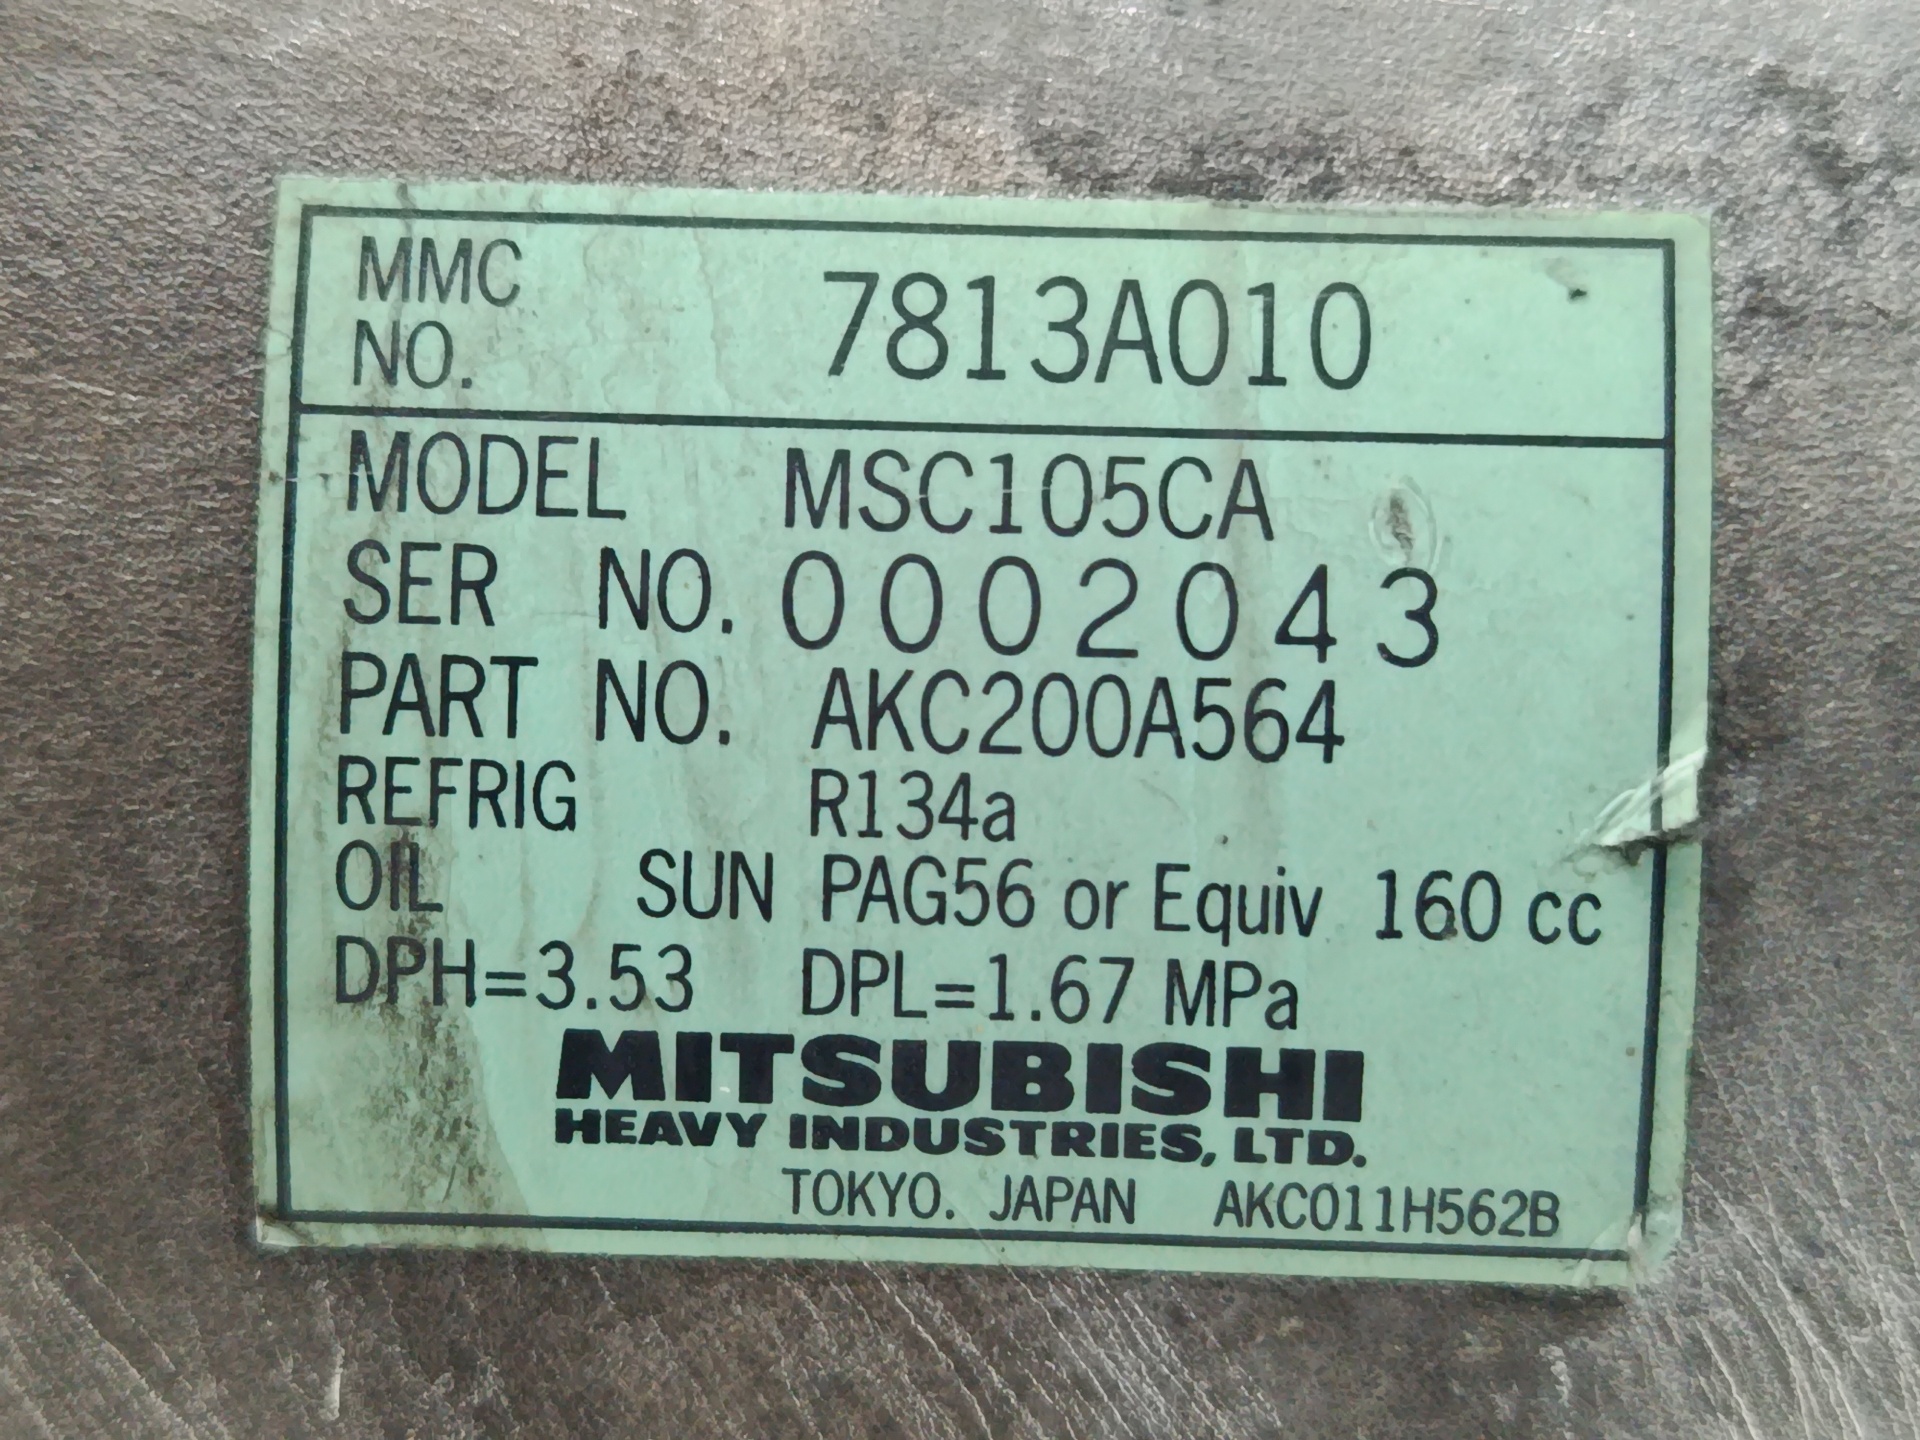 MMC NO. 7813A010
MODEL MSC105CA
SER NO. 0002043
PART NO. AKC200A564
REFRIG R134a
OIL SUN PAG56 or Equiv 160 cc
DPH=3.53 DPL=1.67 MPa
MITSUBISHI
HEAVY INDUSTRIES, LTD.
TOKYO. JAPAN AKC011H562B